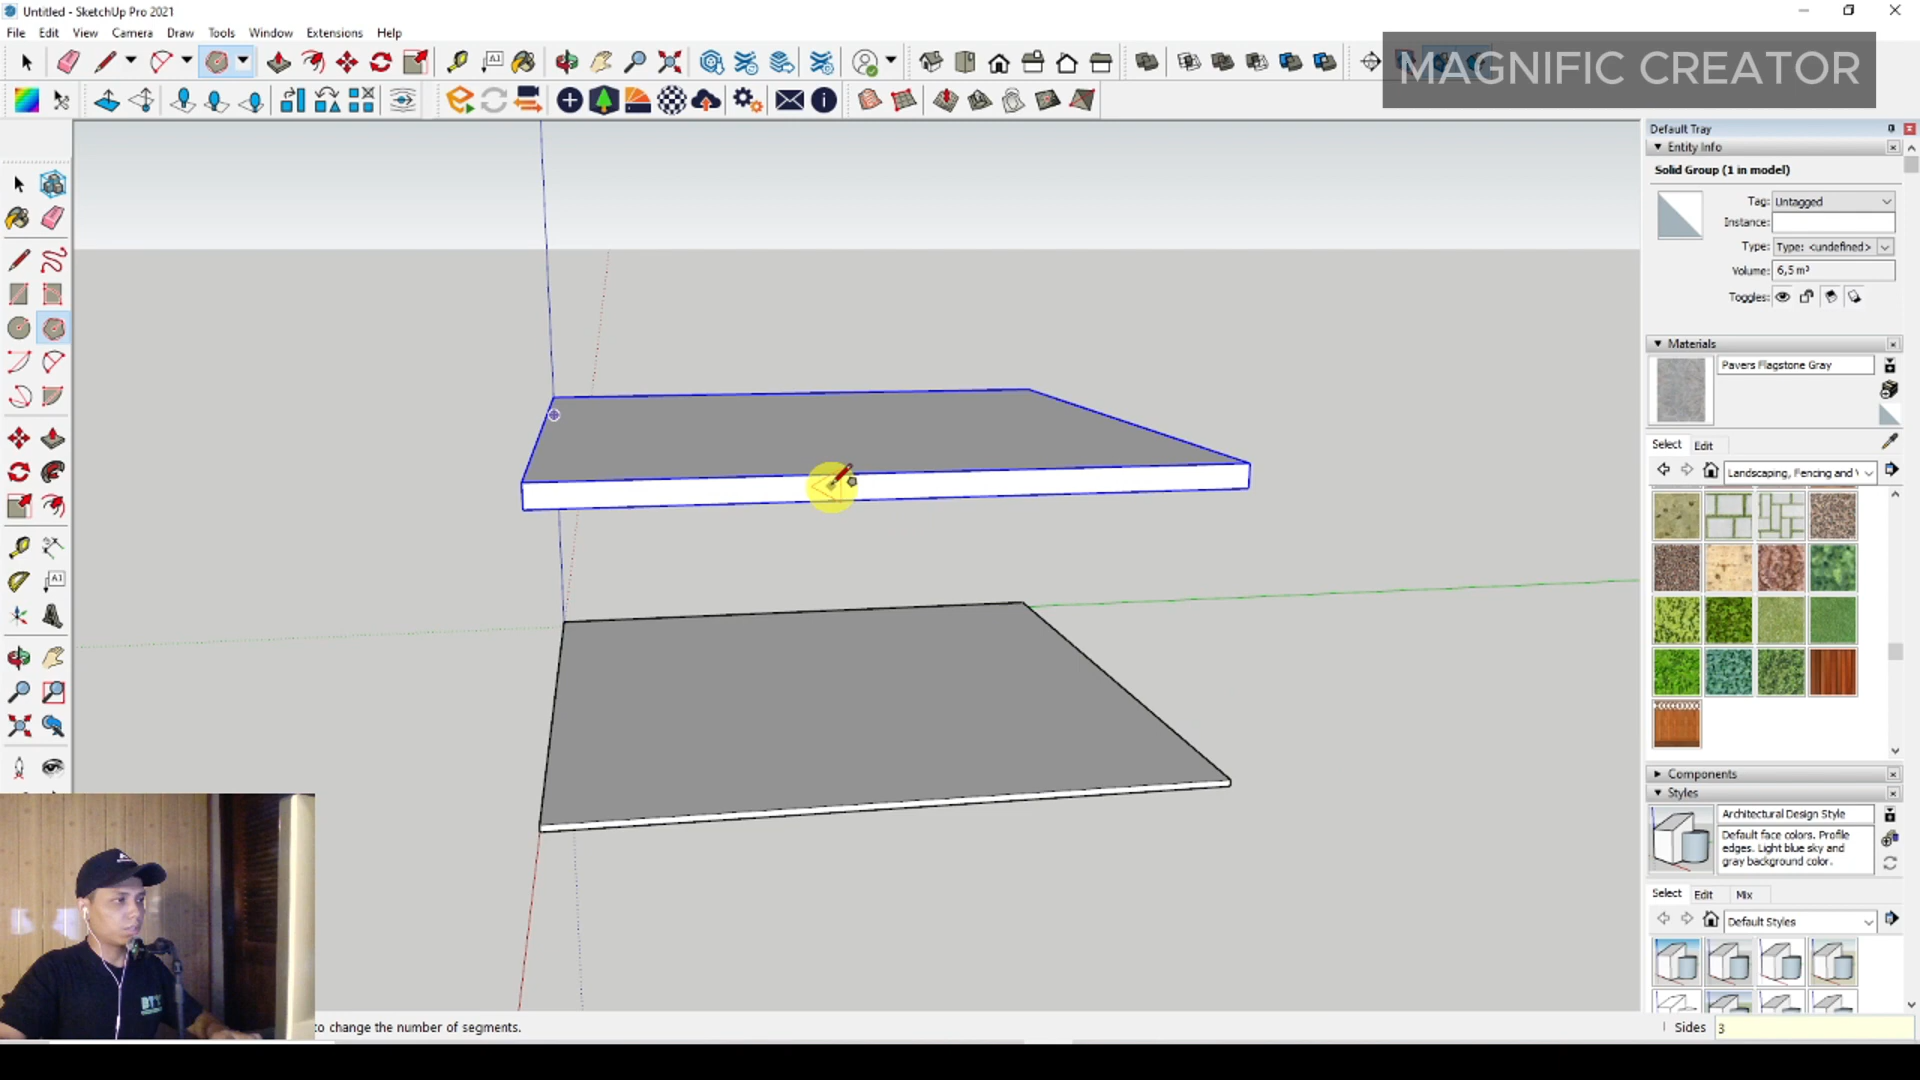 Untitled - SketchUp Pro 2021
File Edit View Camera Draw Tools Window Extensions Help
MAGNIFIC CREATOR
Default Tray
Entity Info
Solid Group (1 in model)
Tag: Untagged
Instance:
Type: Type: <undefined>
Volume: 6,5 m³
Toggles:
Materials
Pavers Flagstone Gray
Select Edit
Landscaping, Fencing and V
Components
Styles
Architectural Design Style
Default face colors. Profile
edges. Light blue sky and
gray background color.
Select Edit Mix
Default Styles
to change the number of segments.
Sides 3